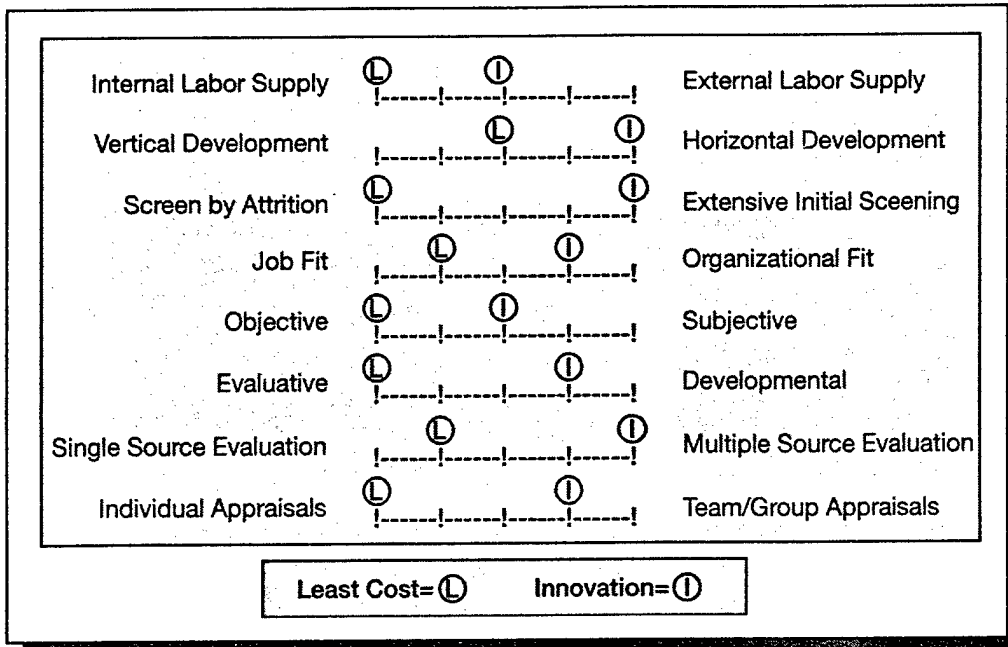 Internal Labor Supply Ⓛ Ⓘ !-----!-----!-----!-----! External Labor Supply
Vertical Development Ⓛ Ⓘ !-----!-----!-----!-----! Horizontal Development
Screen by Attrition Ⓛ Ⓘ !-----!-----!-----!-----! Extensive Initial Sceening
Job Fit Ⓛ Ⓘ !-----!-----!-----!-----! Organizational Fit
Objective Ⓛ Ⓘ !-----!-----!-----!-----! Subjective
Evaluative Ⓛ Ⓘ !-----!-----!-----!-----! Developmental
Single Source Evaluation Ⓛ Ⓘ !-----!-----!-----!-----! Multiple Source Evaluation
Individual Appraisals Ⓛ Ⓘ !-----!-----!-----!-----! Team/Group Appraisals
Least Cost=Ⓛ Innovation=Ⓘ